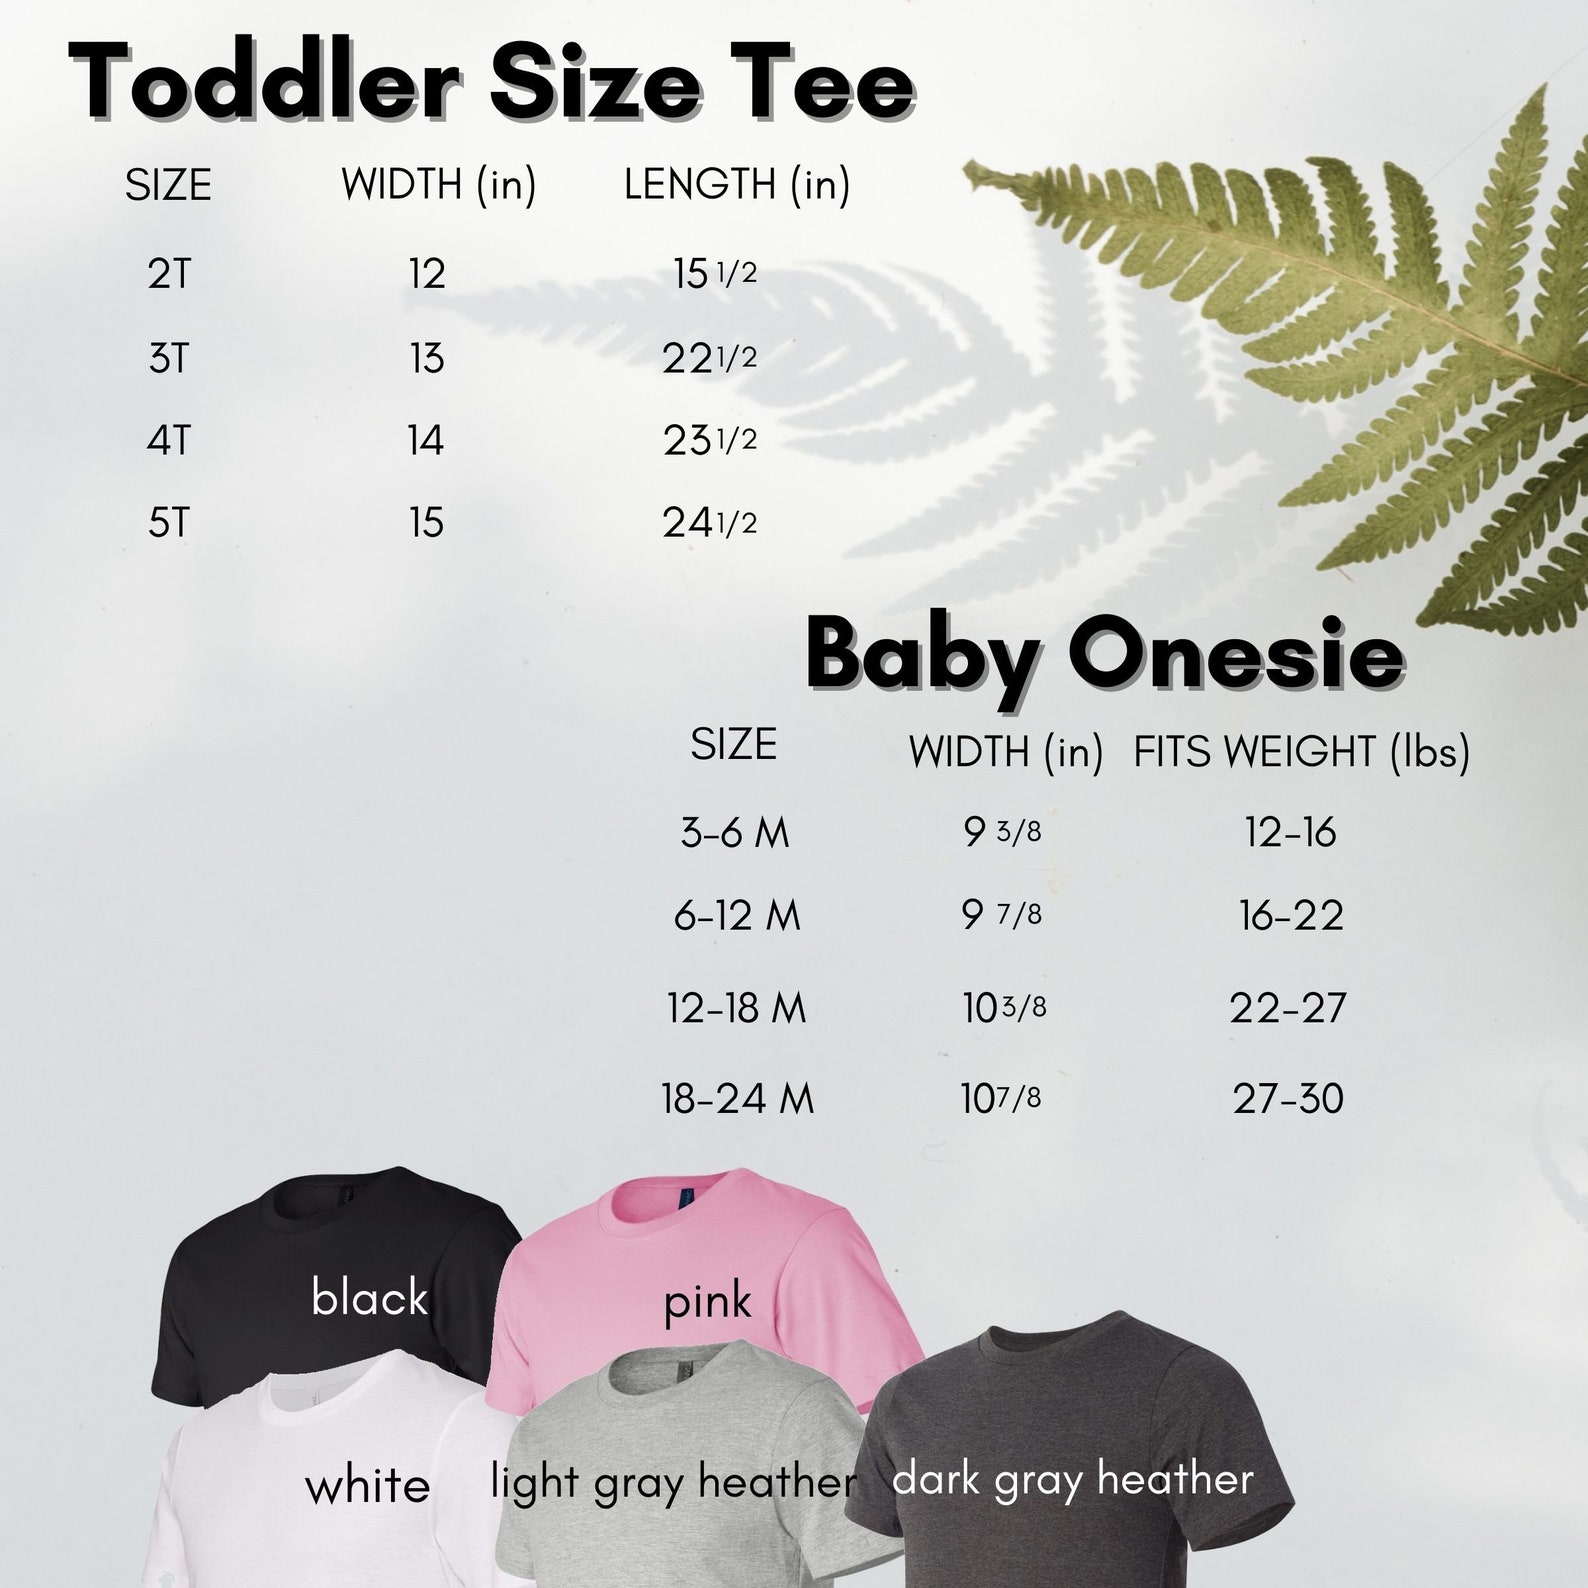 Toddler Size Tee
SIZE WIDTH (in) LENGTH (in)
2T 12 15 1/2
3T 13 22 1/2
4T 14 23 1/2
5T 15 24 1/2
Baby Onesie
SIZE WIDTH (in) FITS WEIGHT (lbs)
3-6 M 9 3/8 12-16
6-12 M 9 7/8 16-22
12-18 M 10 3/8 22-27
18-24 M 10 7/8 27-30
black pink
white light gray heather dark gray heather